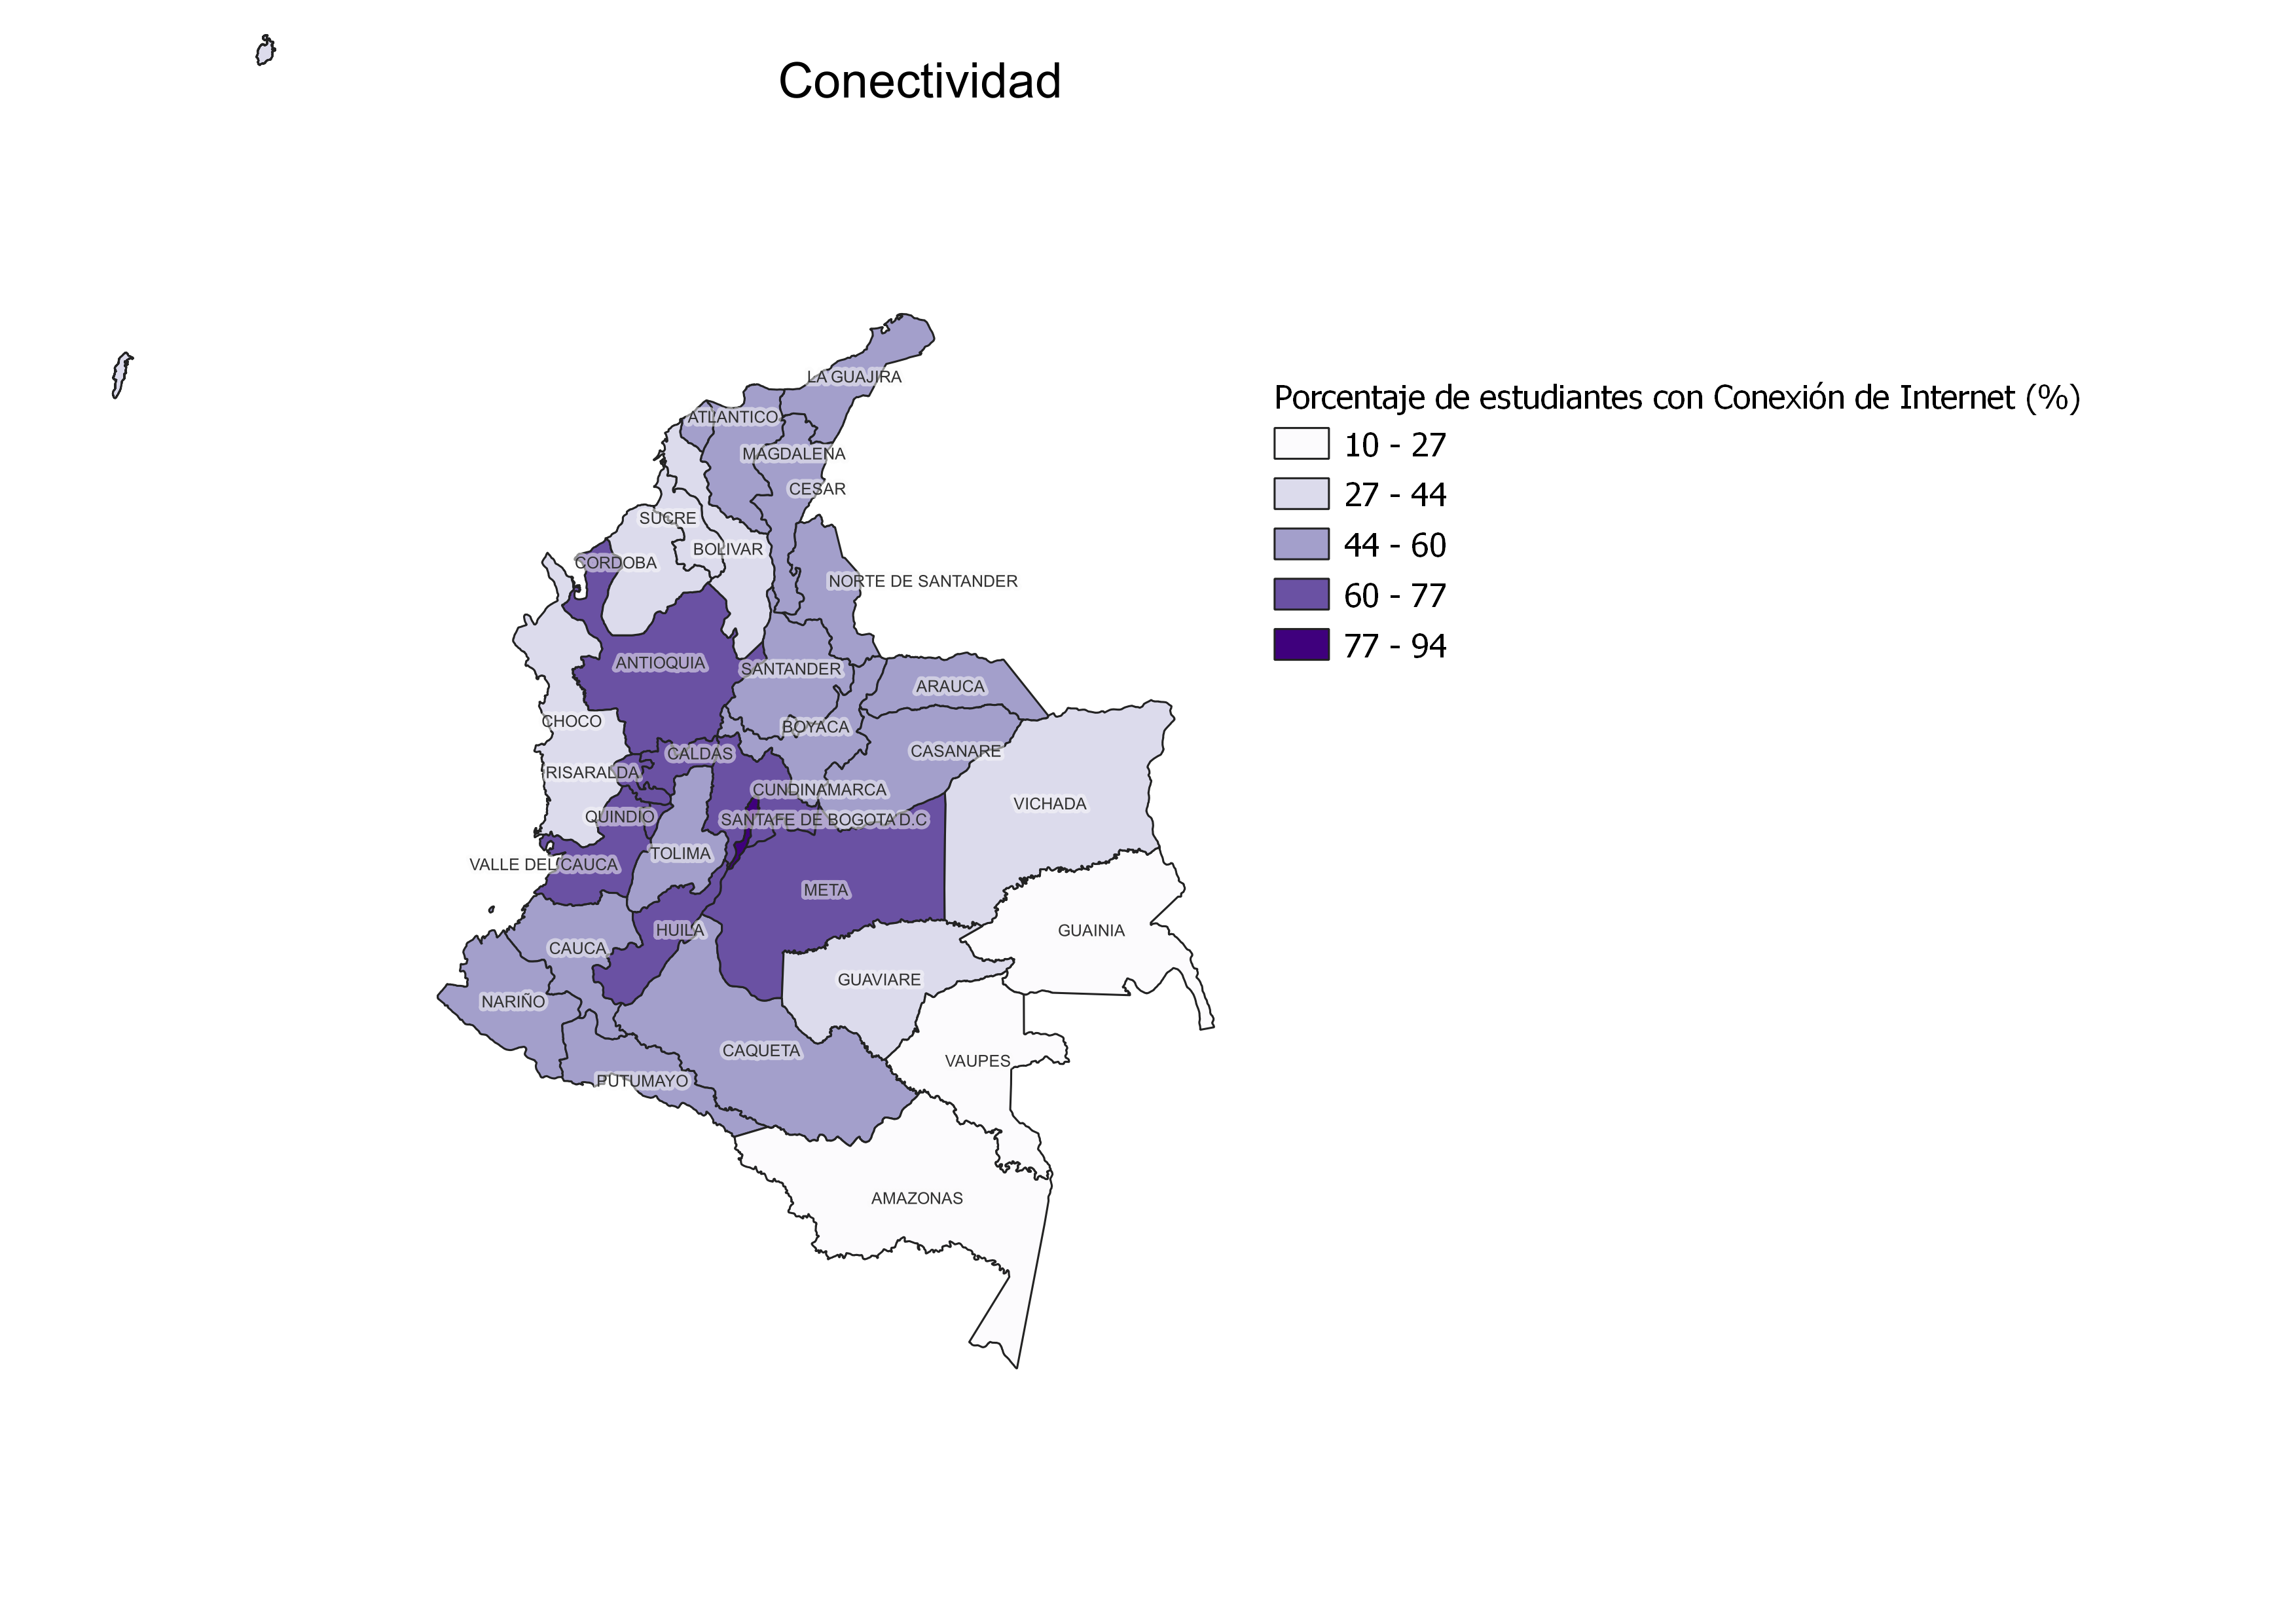 Conectividad
LA GUAJIRA
Porcentaje de estudiantes con Conexión de Internet (%)
ATLANTICO
10 - 27
MAGDALENA
CESAR
27 - 44
SUCRE
BOLIVAR
44 - 60
CORDOBA
NORTE DE SANTANDER
60 - 77
77 - 94
ANTIOQUIA
SANTANDER
ARAUCA
CHOCO
BOYACA
CASANARE
CALDAS
RISARALDA
CUNDINAMARCA
VICHADA
QUINDIO
SANTAFE DE BOGOTA D.C
TOLIMA
VALLE DEL CAUCA
META
HUILA
GUAINIA
CAUCA
GUAVIARE
NARIÑO
CAQUETA
VAUPES
PUTUMAYO
AMAZONAS